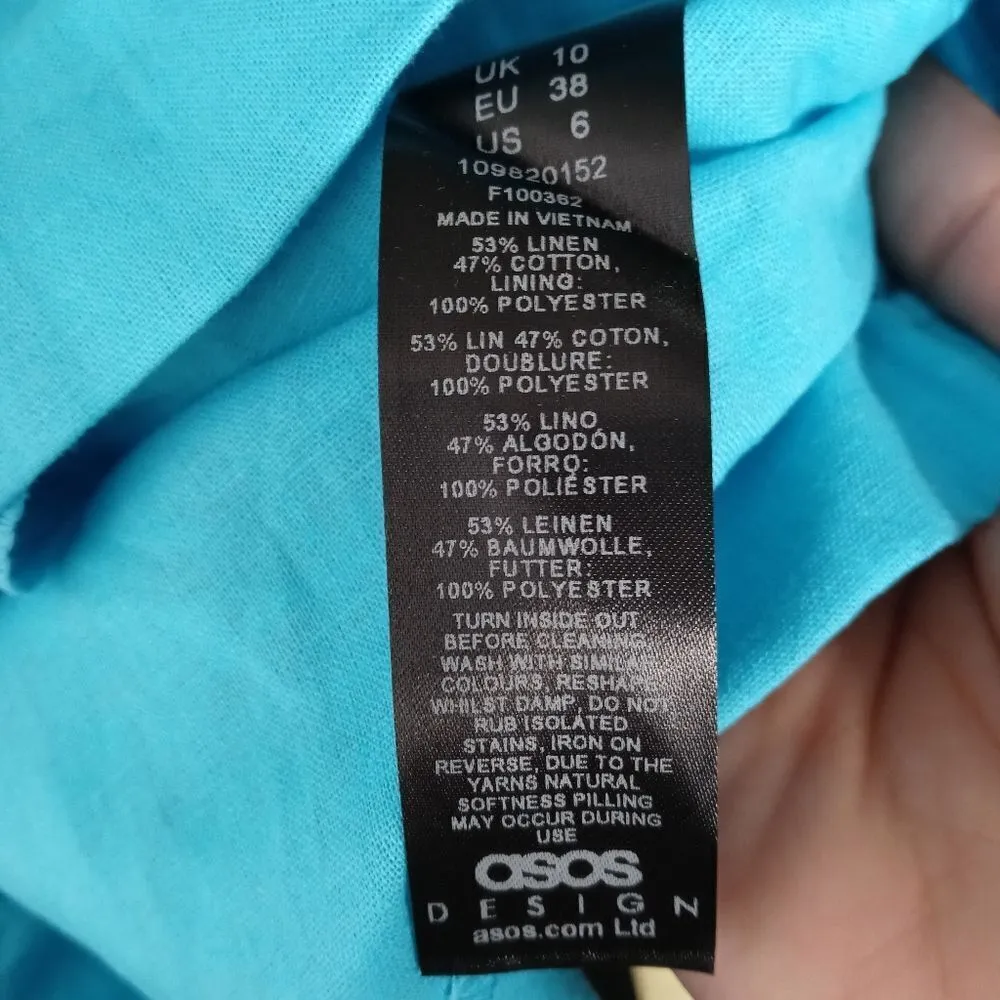 UK 10
EU 38
US 6
109820152
F100362
MADE IN VIETNAM
53% LINEN
47% COTTON,
LINING:
100% POLYESTER
53% LIN 47% COTON,
DOUBLURE:
100% POLYESTER
53% LINO,
47% ALGODÓN,
FORRO:
100% POLIÉSTER
53% LEINEN
47% BAUMWOLLE,
FUTTER:
100% POLYESTER
TURN INSIDE OUT
BEFORE CLEANING,
WASH WITH SIMILAR
COLOURS, RESHAPE
WHILST DAMP, DO NOT
RUB ISOLATED
STAINS, IRON ON
REVERSE, DUE TO THE
YARNS NATURAL
SOFTNESS PILLING
MAY OCCUR DURING
USE
asos
DESIGN
asos.com Ltd